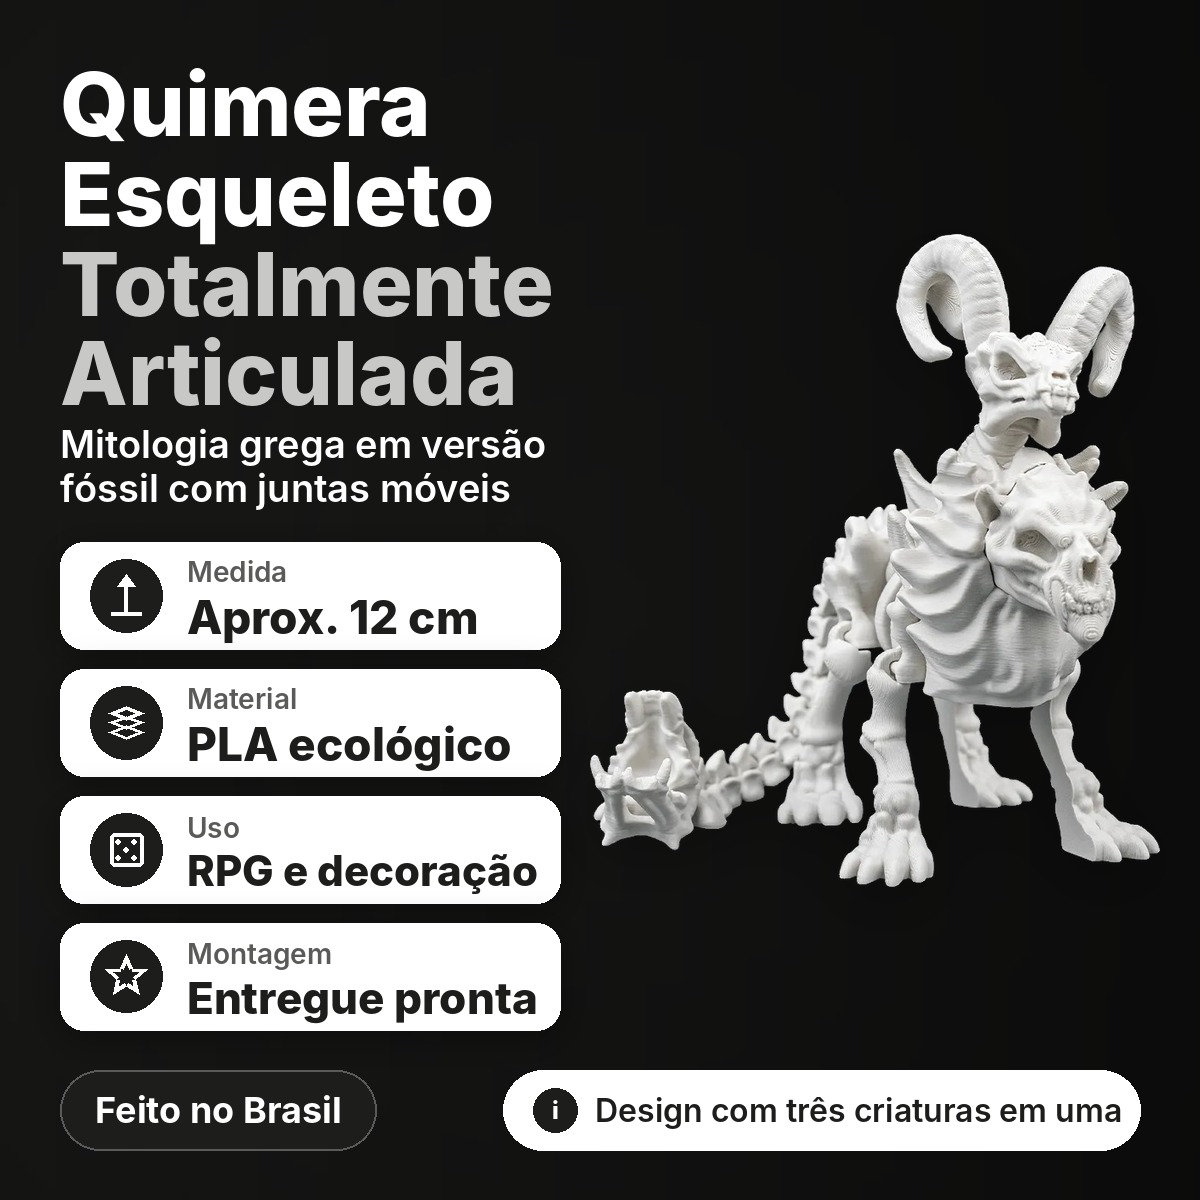 Quimera
Esqueleto
Totalmente
Articulada
Mitologia grega em versão
fóssil com juntas móveis
Medida
Aprox. 12 cm
Material
PLA ecológico
Uso
RPG e decoração
Montagem
Entregue pronta
Feito no Brasil
i Design com três criaturas em uma